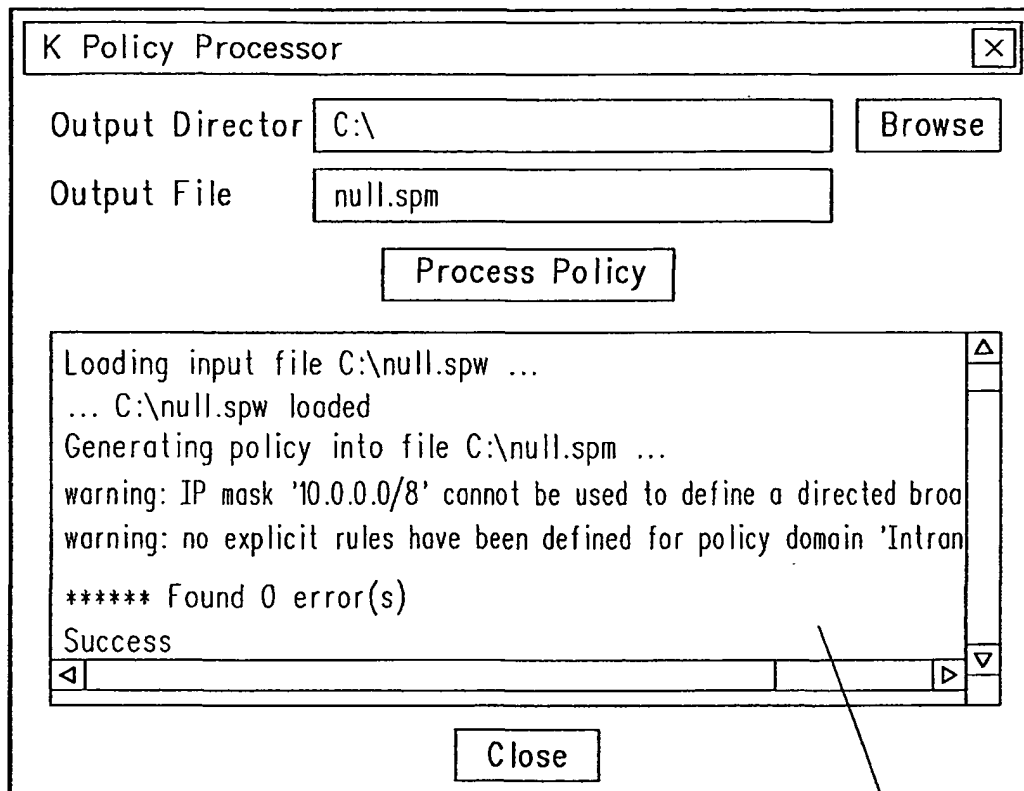 K Policy Processor
Output Director C:\ Browse
Output File null.spm
Process Policy
Loading input file C:\null.spw ...
... C:\null.spw loaded
Generating policy into file C:\null.spm ...
warning: IP mask '10.0.0.0/8' cannot be used to define a directed broa
warning: no explicit rules have been defined for policy domain 'Intran
****** Found 0 error(s)
Success
Close